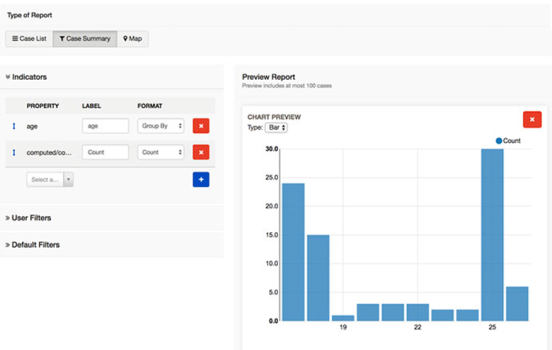 Type of Report
Case List
Case Summary
Map
Indicators
PROPERTY LABEL FORMAT
age age Group By
computed/co... Count Count
Select a...
User Filters
Default Filters
Preview Report
Preview includes at most 100 cases
CHART PREVIEW
Type: Bar
Count
30.0
25.0
20.0
15.0
10.0
5.0
0.0
19 22 25